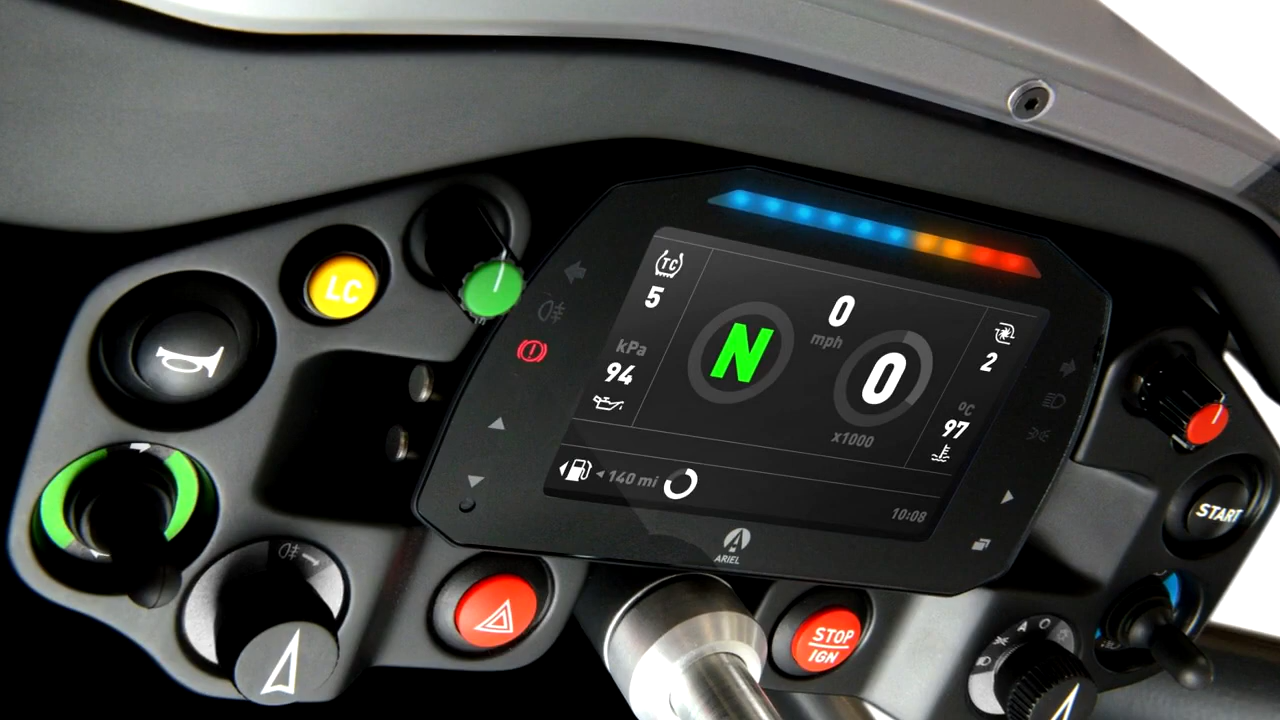 LC
TC
5
kPa
94
N
0
mph
0
x1000
2
°C
97
140 mi
10:08
ARIEL
START
STOP
IGN
A O